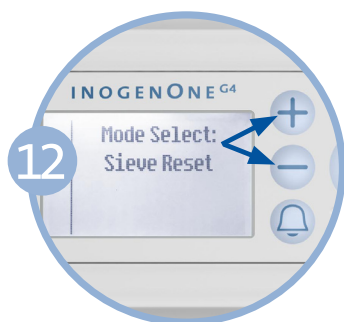 INOGENONE G4
Mode Select:
Sieve Reset
+
−
12